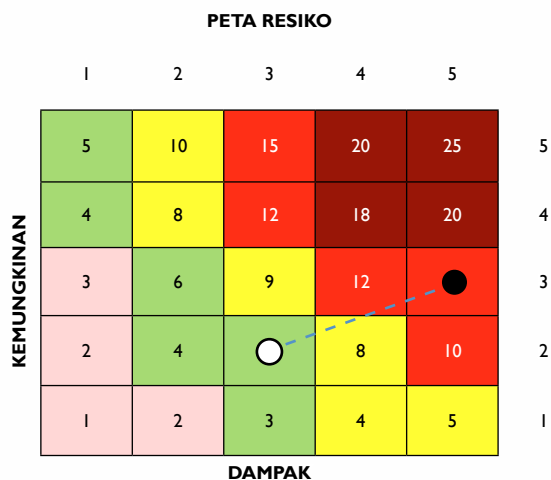 PETA RESIKO
1 2 3 4 5
5 10 15 20 25 5
4 8 12 18 20 4
3 6 9 12 3
2 4 8 10 2
1 2 3 4 5 1
KEMUNGKINAN
DAMPAK